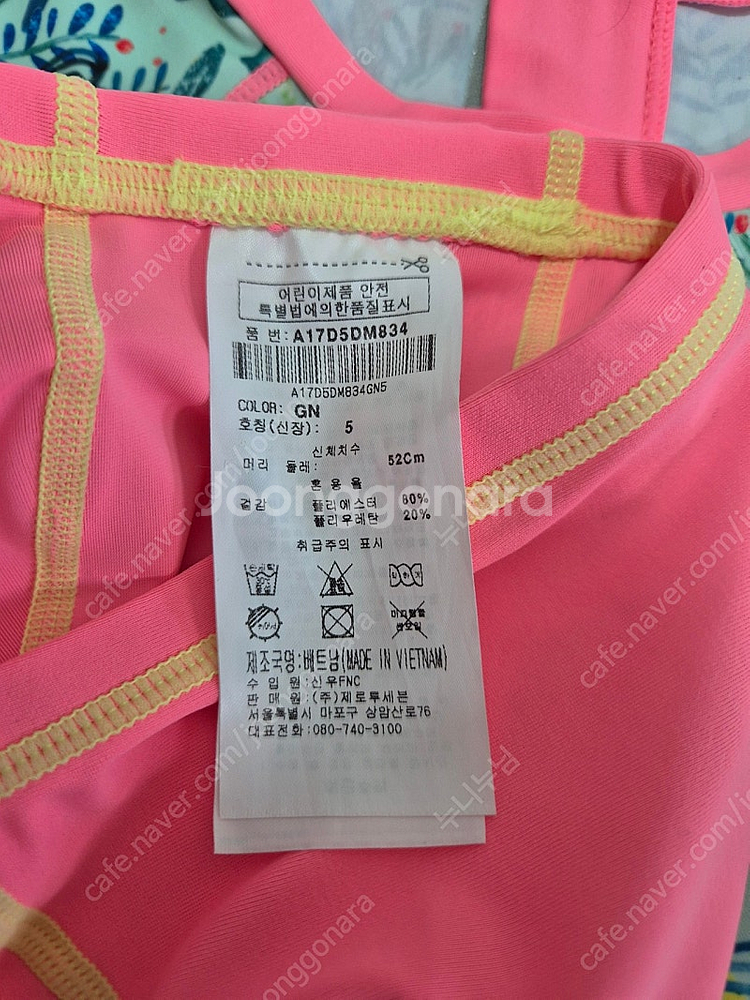 어린이제품 안전
특별법에의한품질표시
품 번: A17D5DM834
A17D5DM834GN5
COLOR: GN
호칭(신장): 5
신체치수
머리 둘레: 52Cm
혼 용 율
겉감 폴리에스터 80%
폴리우레탄 20%
취급주의 표시
제조국명:베트남(MADE IN VIETNAM)
수 입 원:신우FNC
판 매 원:(주)제로투세븐
서울특별시 마포구 상암산로76
대표전화:080-740-3100
Joonggonara
누니누님
cafe.naver.com/joonggonara